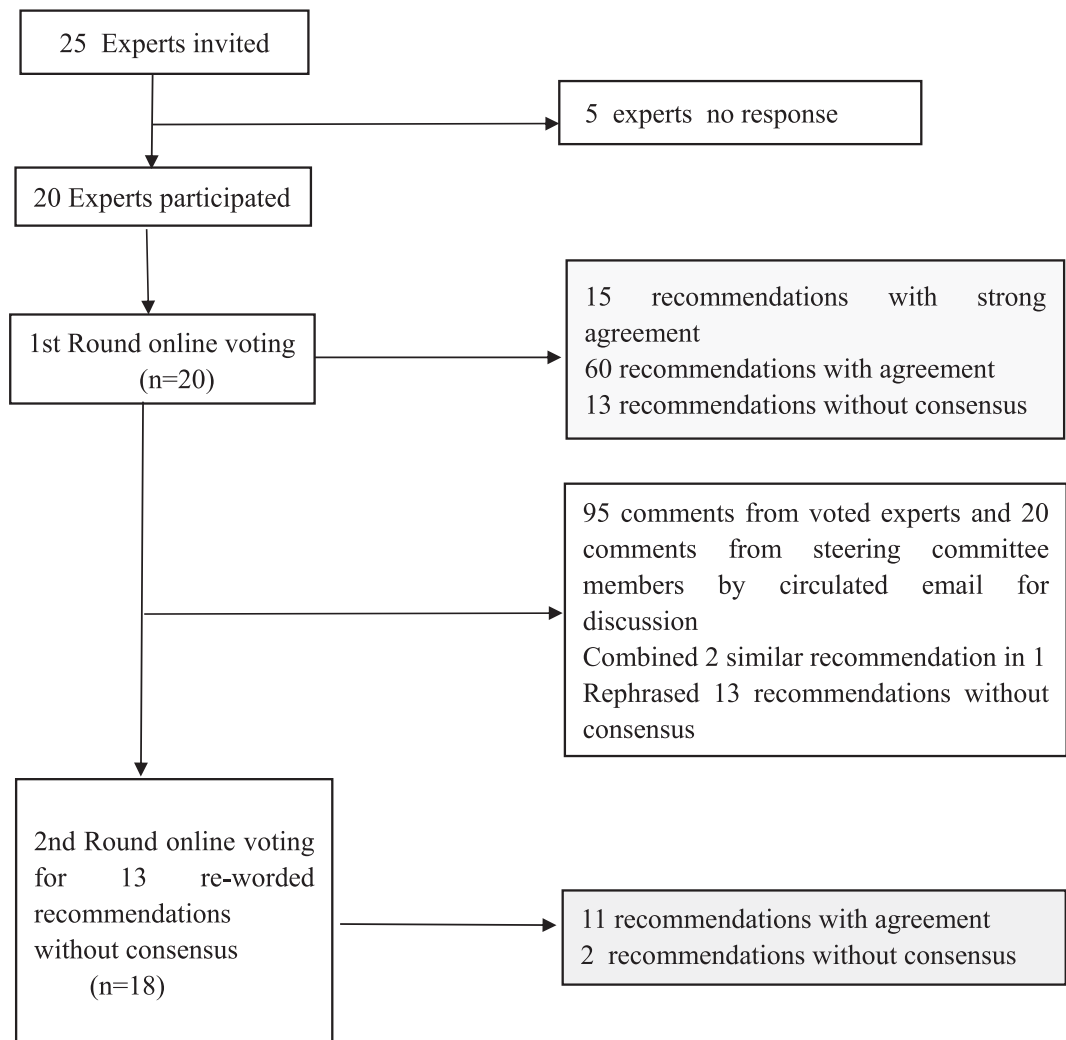 25 Experts invited
5 experts no response
20 Experts participated
1st Round online voting
(n=20)
15 recommendations with strong
agreement
60 recommendations with agreement
13 recommendations without consensus
95 comments from voted experts and 20
comments from steering committee
members by circulated email for
discussion
Combined 2 similar recommendation in 1
Rephrased 13 recommendations without
consensus
2nd Round online voting
for 13 re-worded
recommendations
without consensus
(n=18)
11 recommendations with agreement
2 recommendations without consensus